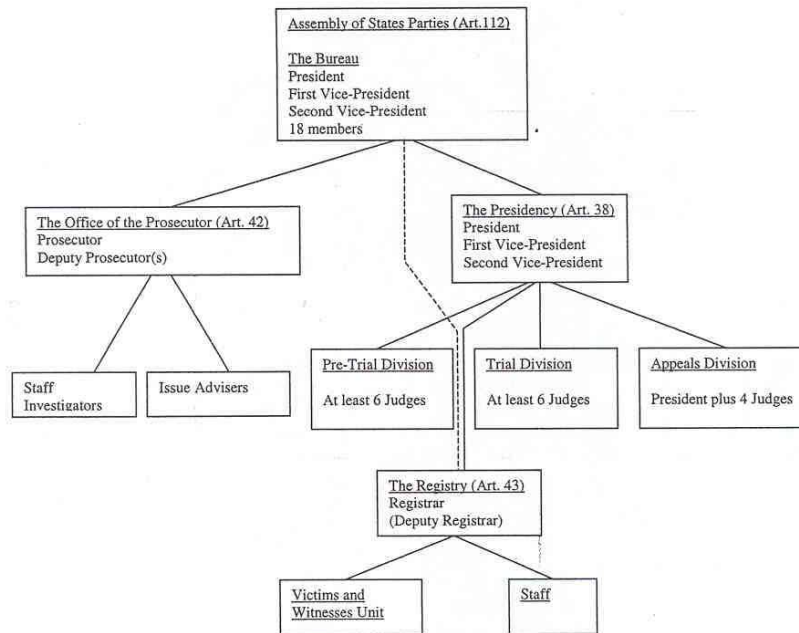 Assembly of States Parties (Art.112)
The Bureau
President
First Vice-President
Second Vice-President
18 members
The Office of the Prosecutor (Art. 42)
Prosecutor
Deputy Prosecutor(s)
The Presidency (Art. 38)
President
First Vice-President
Second Vice-President
Staff
Investigators
Issue Advisers
Pre-Trial Division
At least 6 Judges
Trial Division
At least 6 Judges
Appeals Division
President plus 4 Judges
The Registry (Art. 43)
Registrar
(Deputy Registrar)
Victims and
Witnesses Unit
Staff